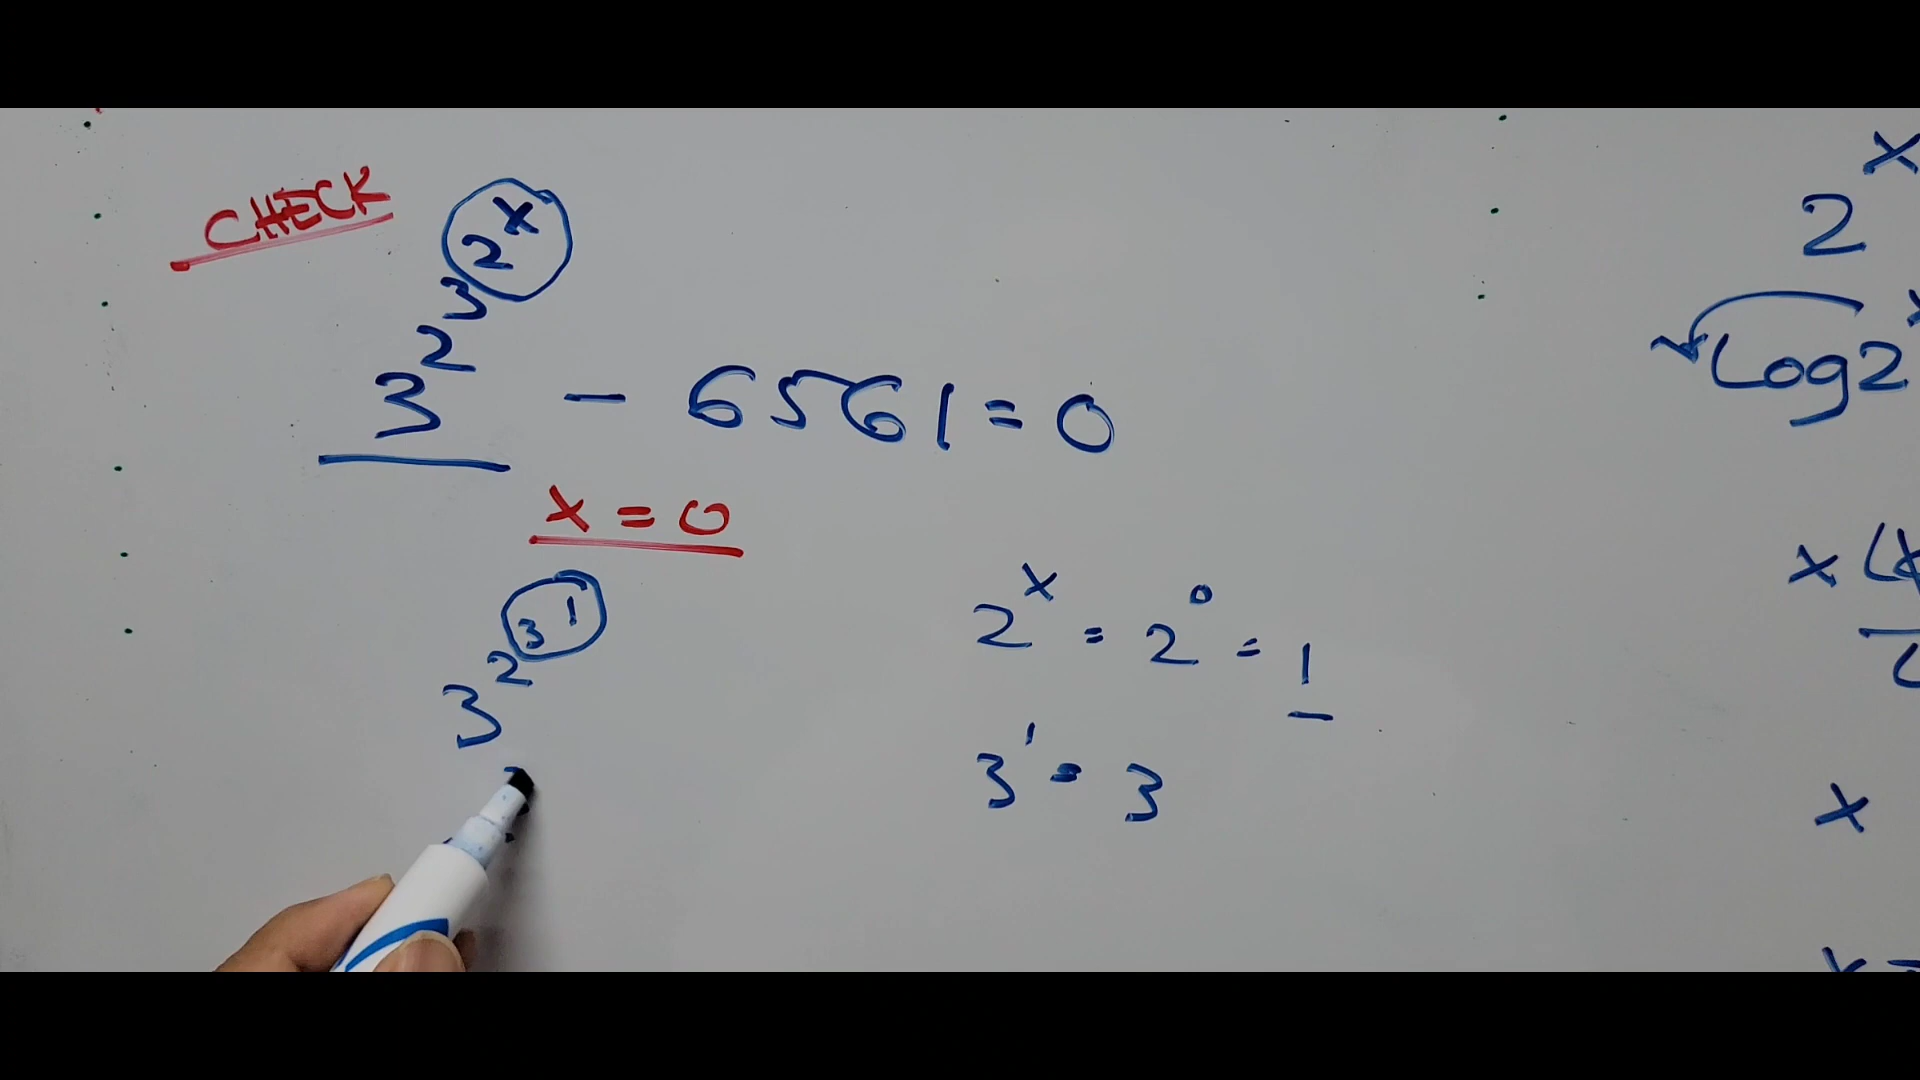 CHECK
3^2^3^2^x - 6561 = 0
x = 0
3^2^3^1
2^x = 2^0 = 1
3^1 = 3
2^x
log2
x
x